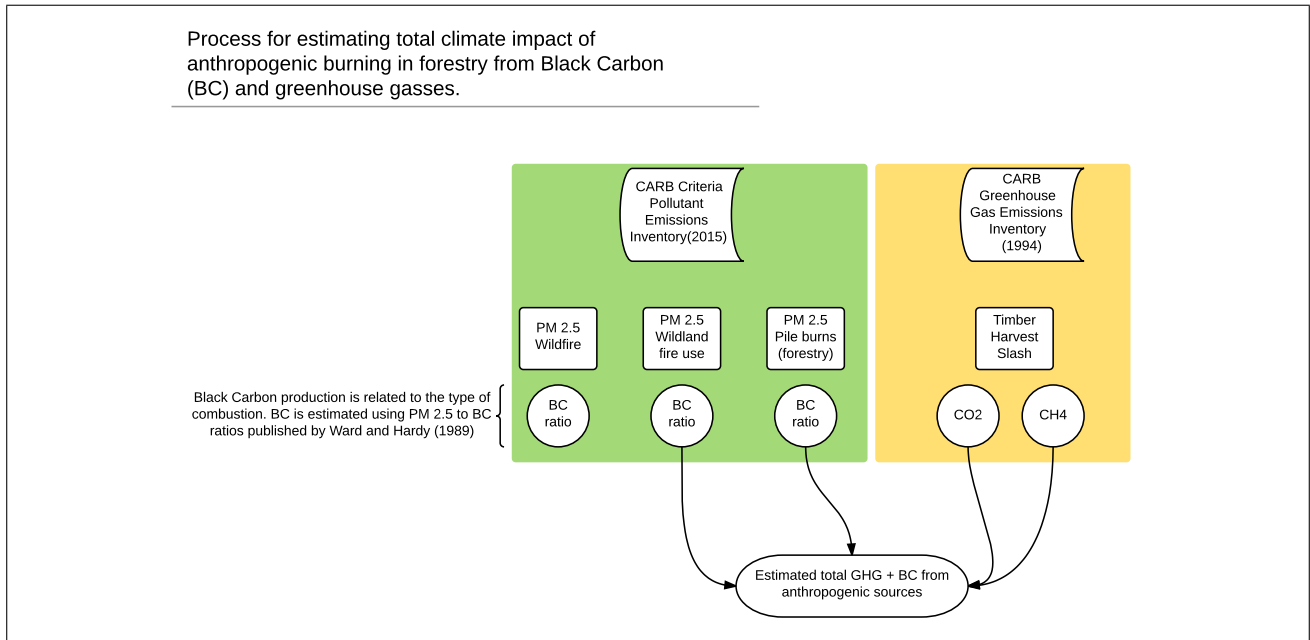 Process for estimating total climate impact of
anthropogenic burning in forestry from Black Carbon
(BC) and greenhouse gasses.
CARB Criteria
Pollutant
Emissions
Inventory(2015)
CARB
Greenhouse
Gas Emissions
Inventory
(1994)
PM 2.5
Wildfire
PM 2.5
Wildland
fire use
PM 2.5
Pile burns
(forestry)
Timber
Harvest
Slash
Black Carbon production is related to the type of
combustion. BC is estimated using PM 2.5 to BC
ratios published by Ward and Hardy (1989)
BC
ratio
BC
ratio
BC
ratio
CO2
CH4
Estimated total GHG + BC from
anthropogenic sources